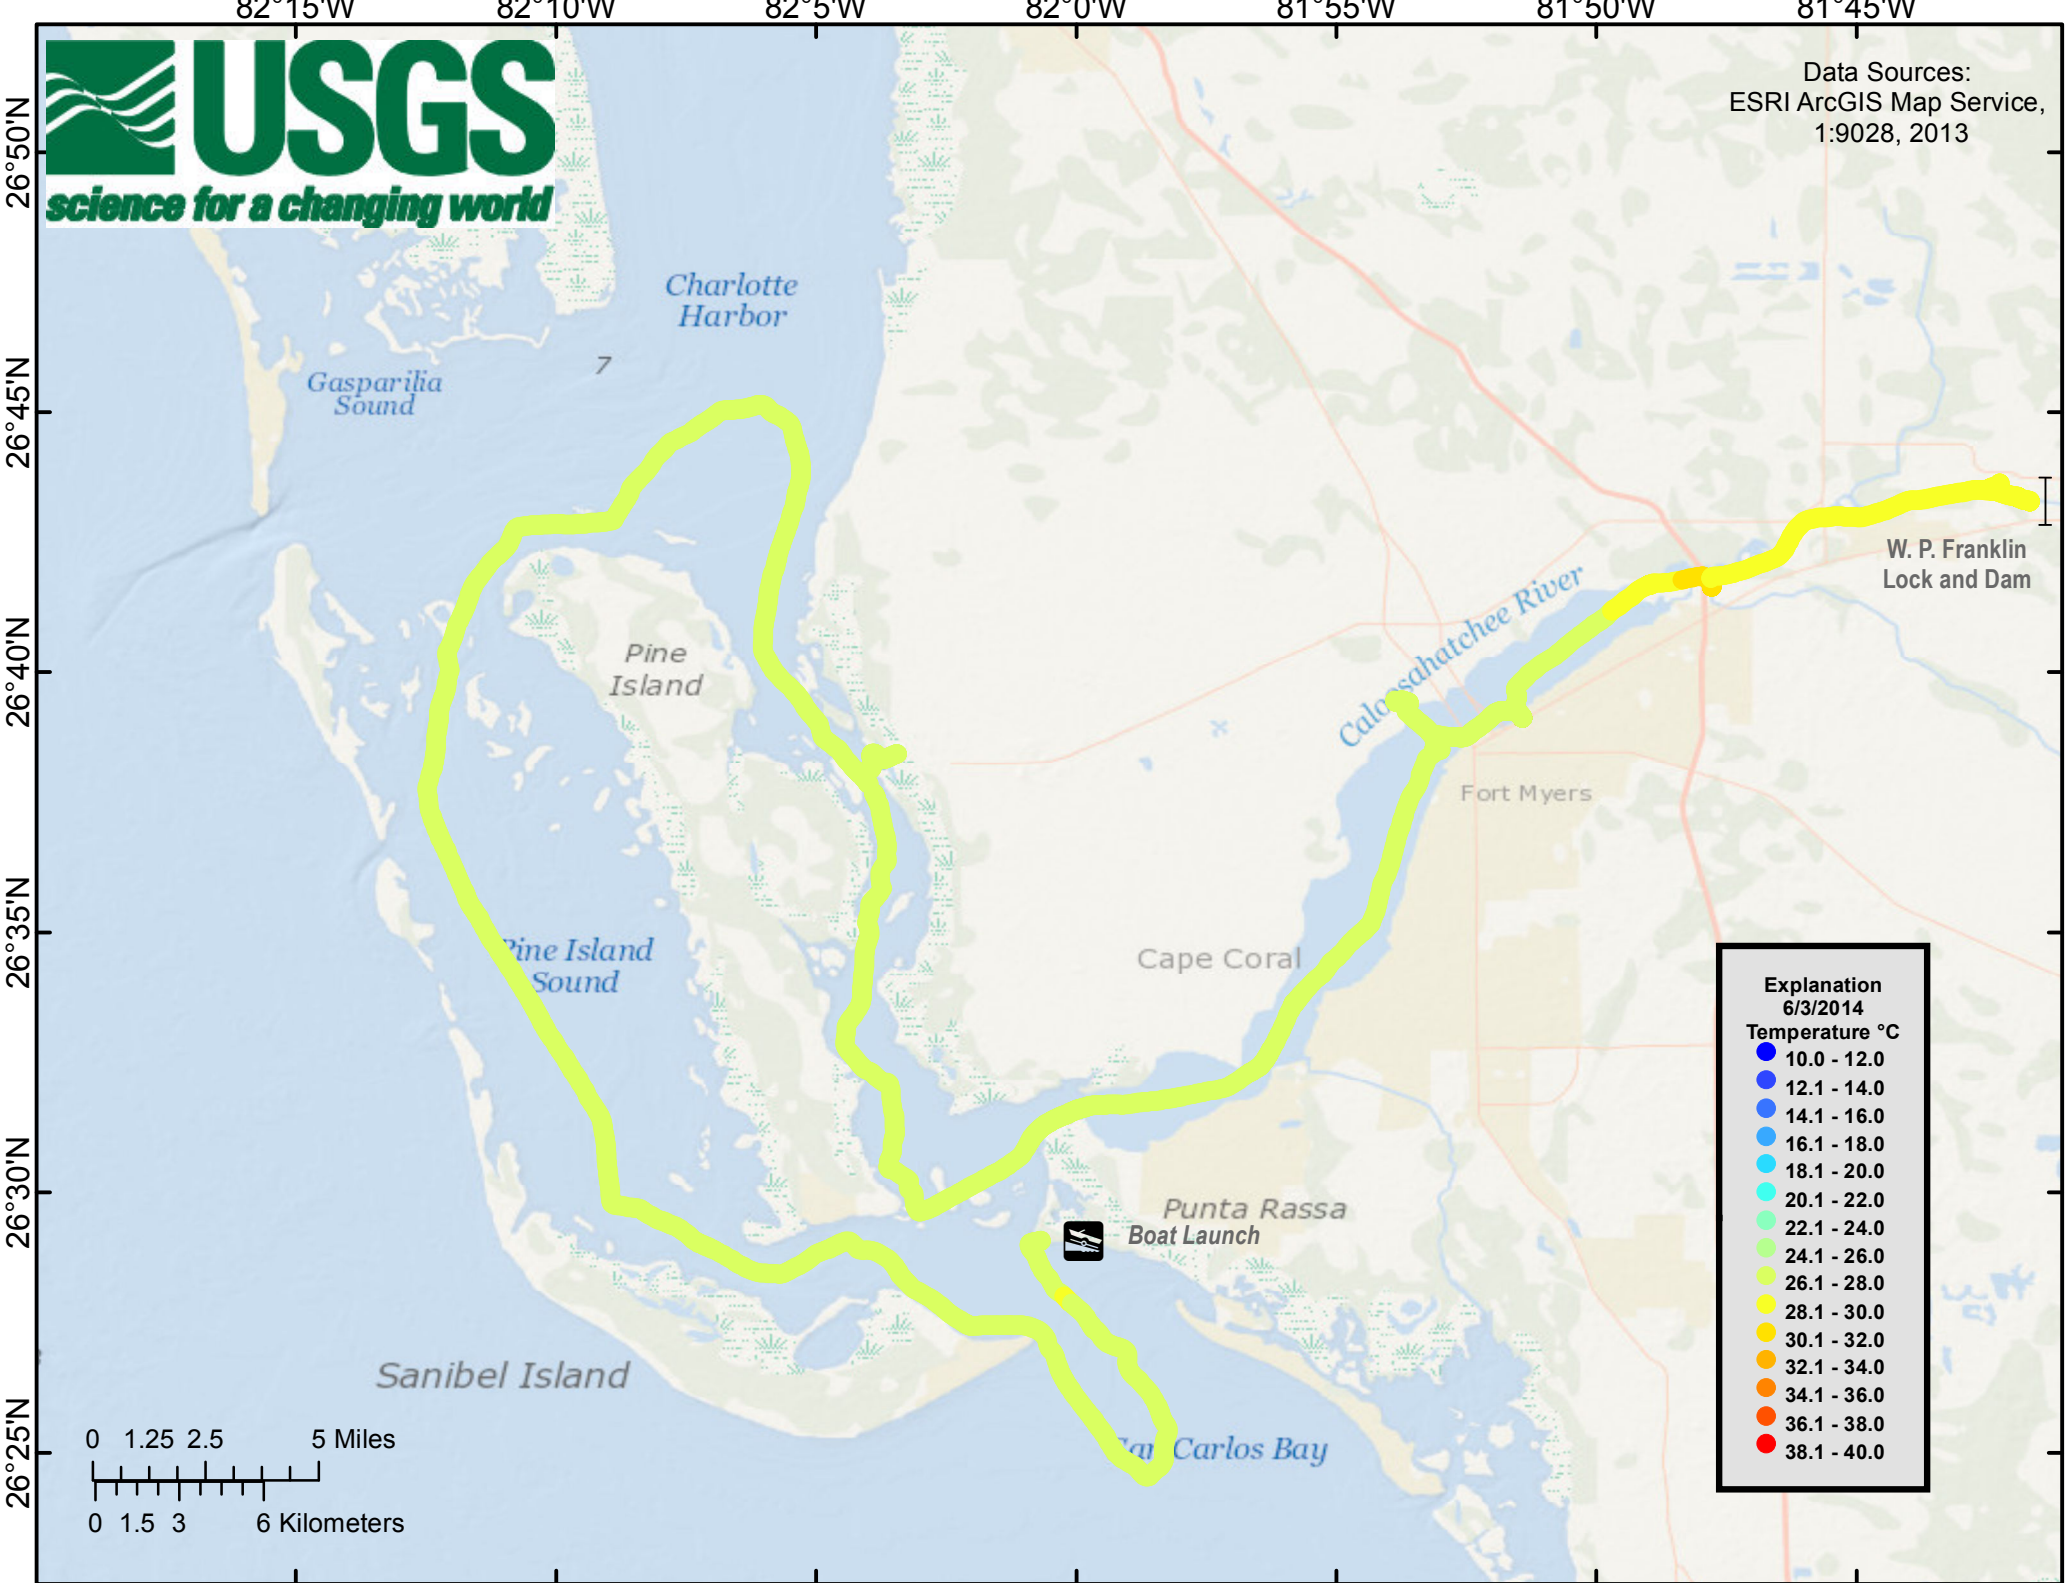 82°15'W 82°10'W 82°5'W 82°0'W 81°55'W 81°50'W 81°45'W
USGS
science for a changing world
Data Sources:
ESRI ArcGIS Map Service,
1:9028, 2013
26°50'N
26°45'N
26°40'N
26°35'N
26°30'N
26°25'N
Charlotte
Harbor
7
Gasparilia
Sound
W. P. Franklin
Lock and Dam
Caloosahatchee River
Pine
Island
Fort Myers
Pine Island
Sound
Cape Coral
Punta Rassa
Boat Launch
Sanibel Island
San Carlos Bay
Explanation
6/3/2014
Temperature °C
10.0 - 12.0
12.1 - 14.0
14.1 - 16.0
16.1 - 18.0
18.1 - 20.0
20.1 - 22.0
22.1 - 24.0
24.1 - 26.0
26.1 - 28.0
28.1 - 30.0
30.1 - 32.0
32.1 - 34.0
34.1 - 36.0
36.1 - 38.0
38.1 - 40.0
0 1.25 2.5 5 Miles
0 1.5 3 6 Kilometers